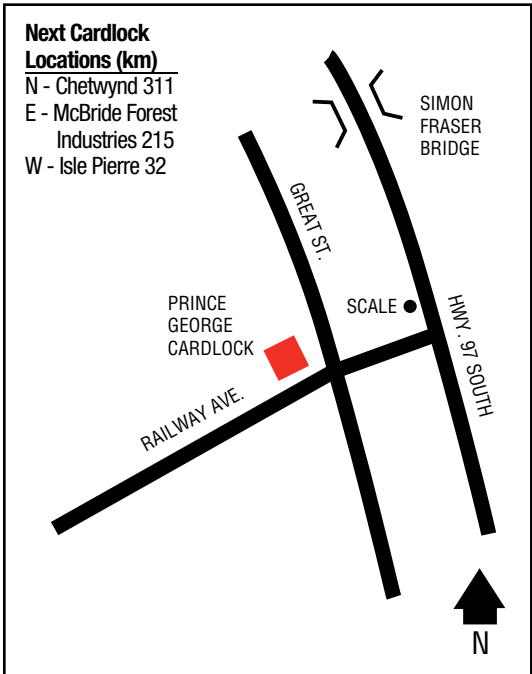 Next Cardlock
Locations (km)
N - Chetwynd 311
E - McBride Forest
Industries 215
W - Isle Pierre 32
SIMON
FRASER
BRIDGE
GREAT ST.
PRINCE
GEORGE
CARDLOCK
SCALE
HWY. 97 SOUTH
RAILWAY AVE.
N